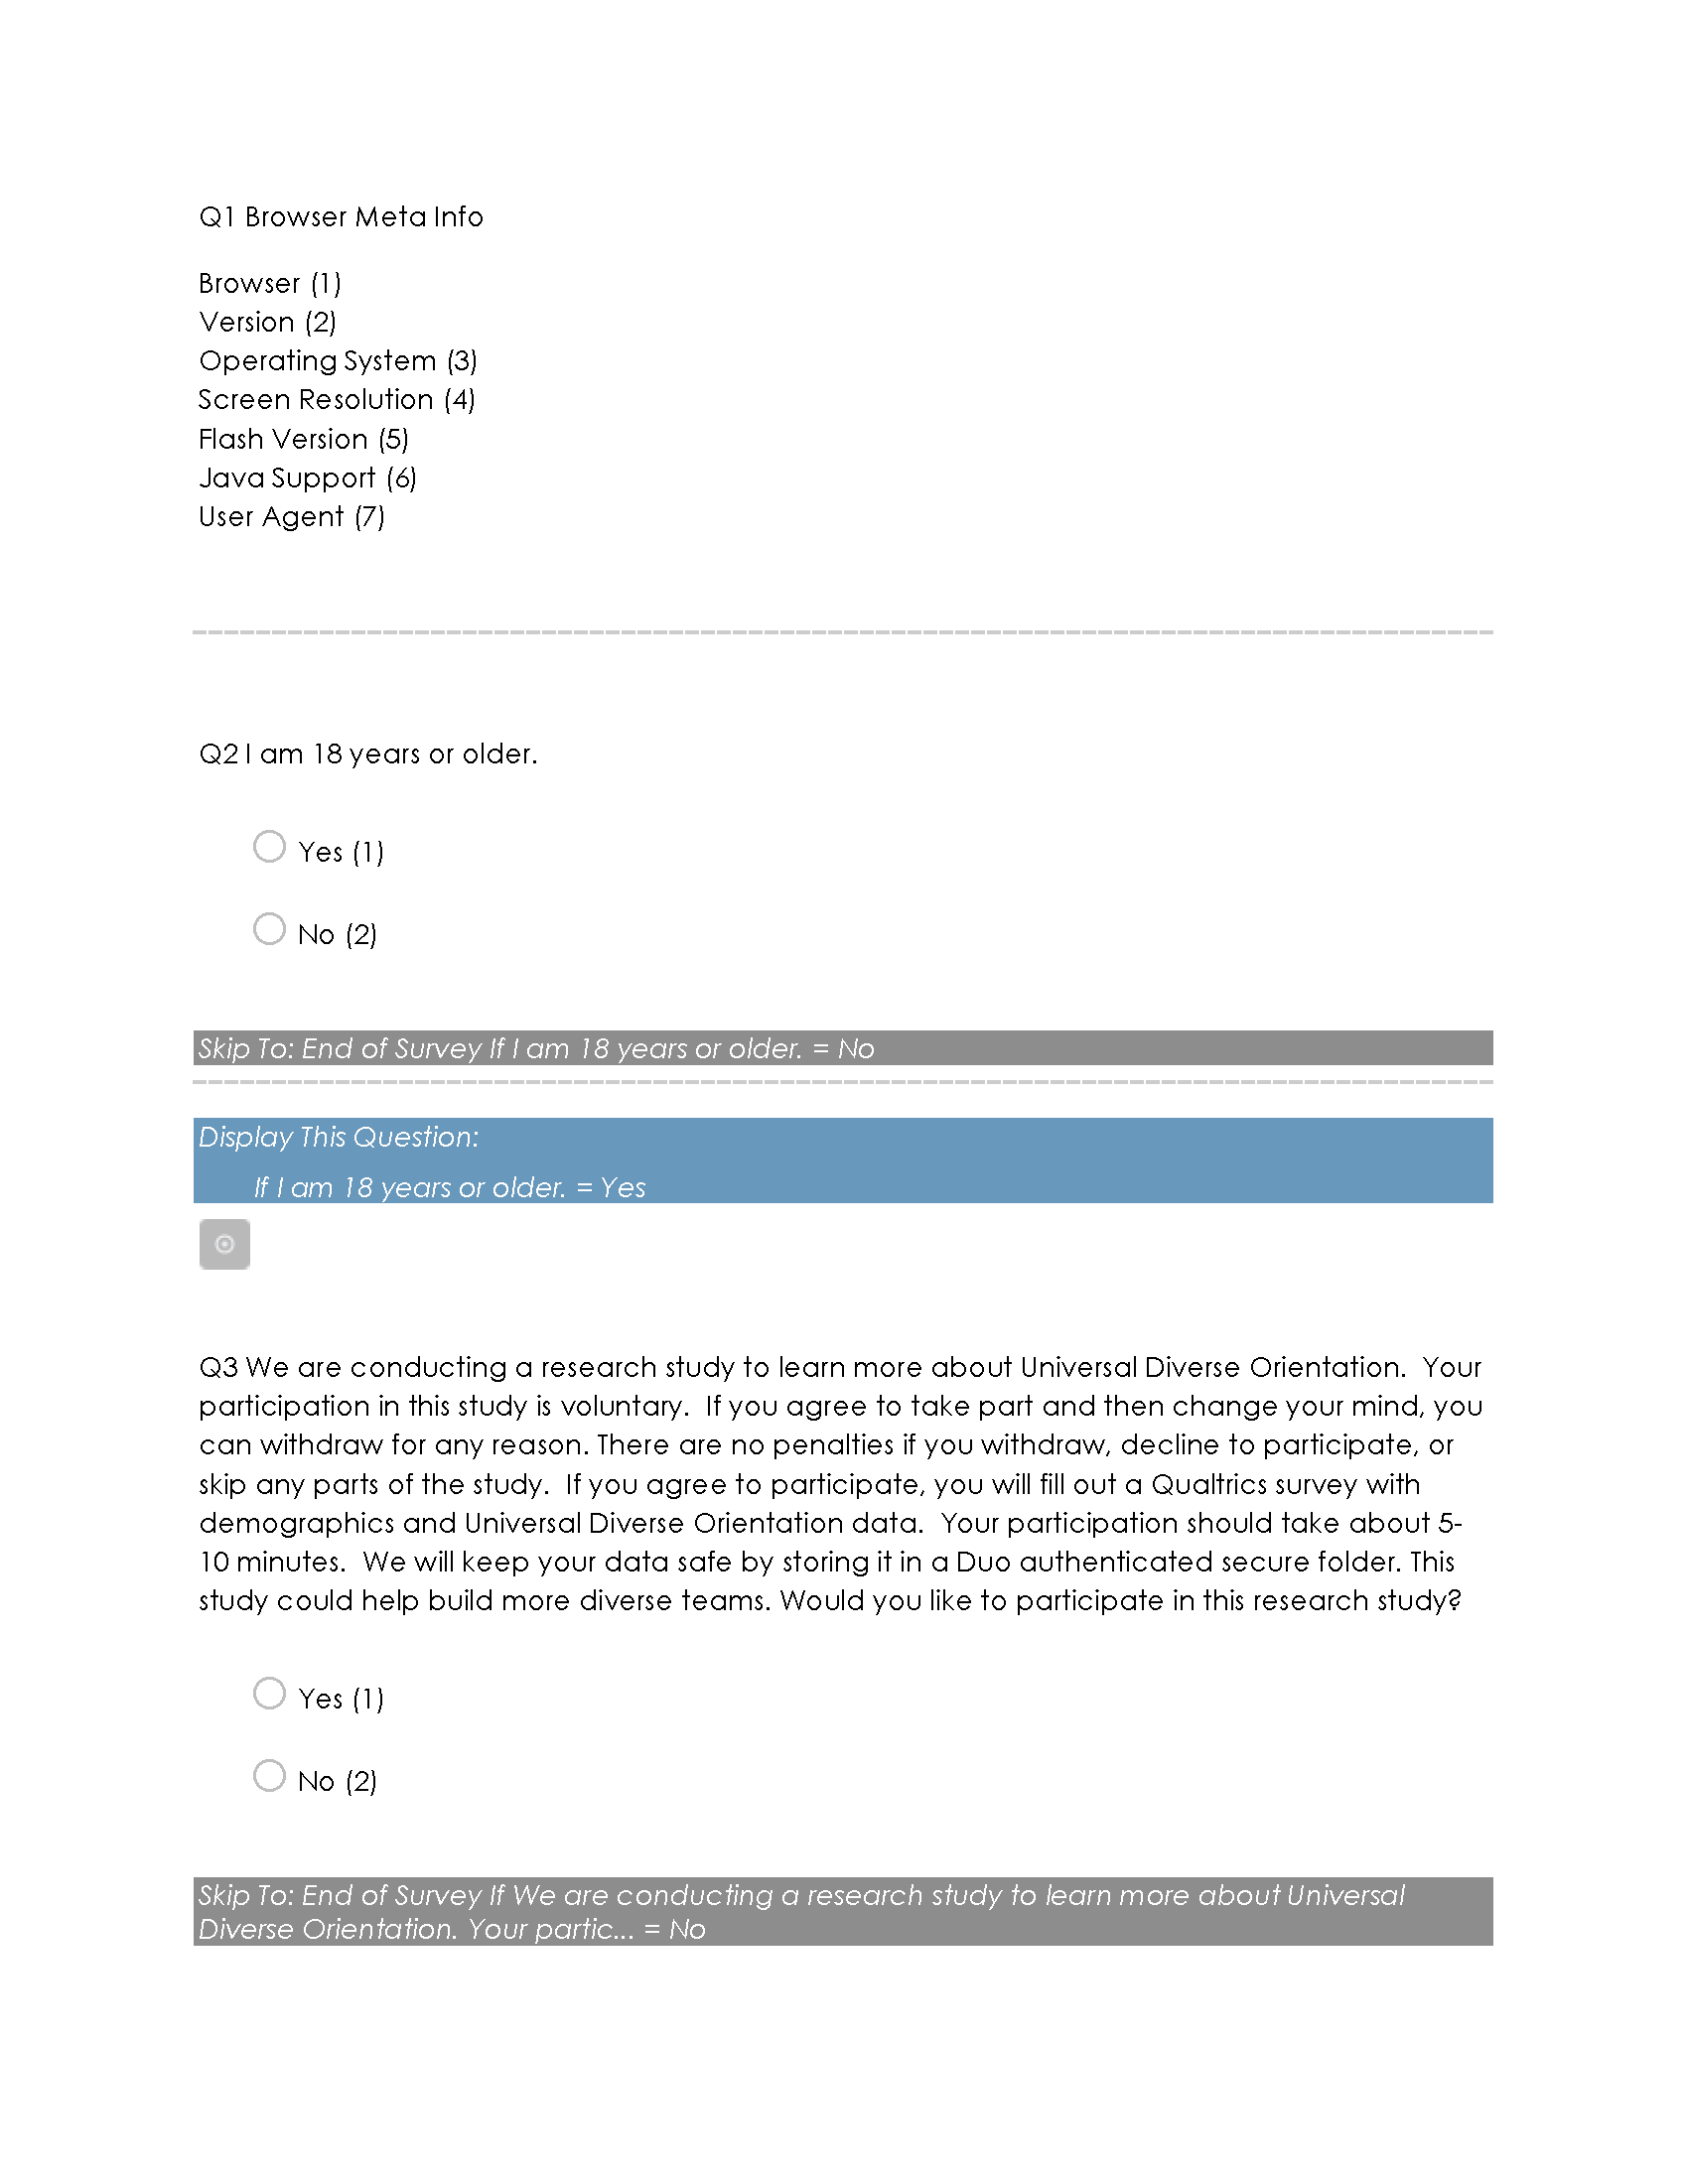 Q1 Browser Meta Info
Browser (1)
Version (2)
Operating System (3)
Screen Resolution (4)
Flash Version (5)
Java Support (6)
User Agent (7)
Q2 I am 18 years or older.
Yes (1)
No (2)
Skip To: End of Survey If I am 18 years or older. = No
Display This Question:
If I am 18 years or older. = Yes
Q3 We are conducting a research study to learn more about Universal Diverse Orientation.  Your
participation in this study is voluntary.  If you agree to take part and then change your mind, you
can withdraw for any reason. There are no penalties if you withdraw, decline to participate, or
skip any parts of the study.  If you agree to participate, you will fill out a Qualtrics survey with
demographics and Universal Diverse Orientation data.  Your participation should take about 5-
10 minutes.  We will keep your data safe by storing it in a Duo authenticated secure folder. This
study could help build more diverse teams. Would you like to participate in this research study?
Yes (1)
No (2)
Skip To: End of Survey If We are conducting a research study to learn more about Universal
Diverse Orientation. Your partic... = No